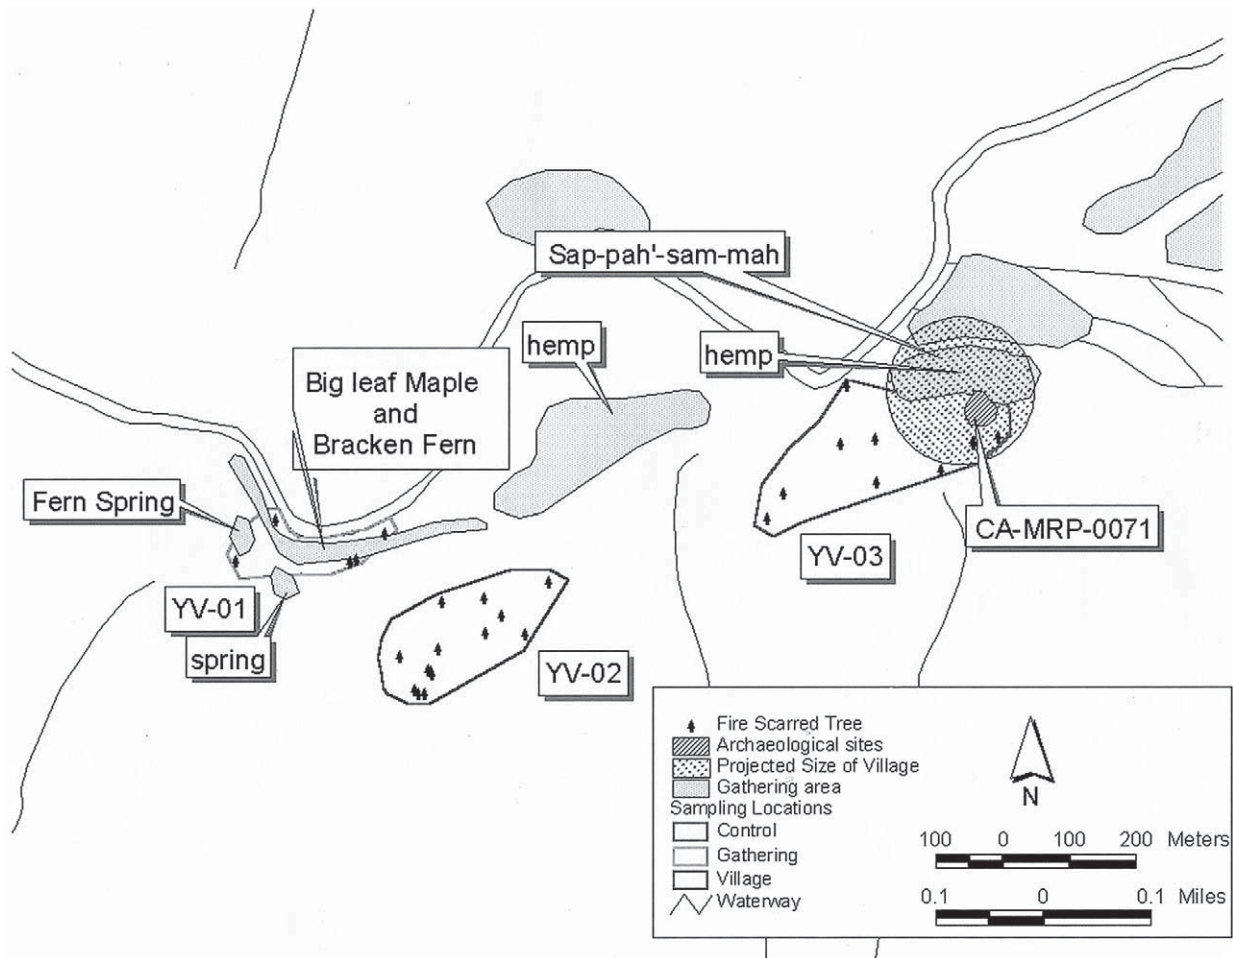 Sap-pah'-sam-mah
hemp
hemp
Big leaf Maple
and
Bracken Fern
Fern Spring
CA-MRP-0071
YV-03
YV-01
spring
YV-02
Fire Scarred Tree
Archaeological sites
Projected Size of Village
Gathering area
Sampling Locations
Control
Gathering
Village
Waterway
N
100 0 100 200 Meters
0.1 0 0.1 Miles